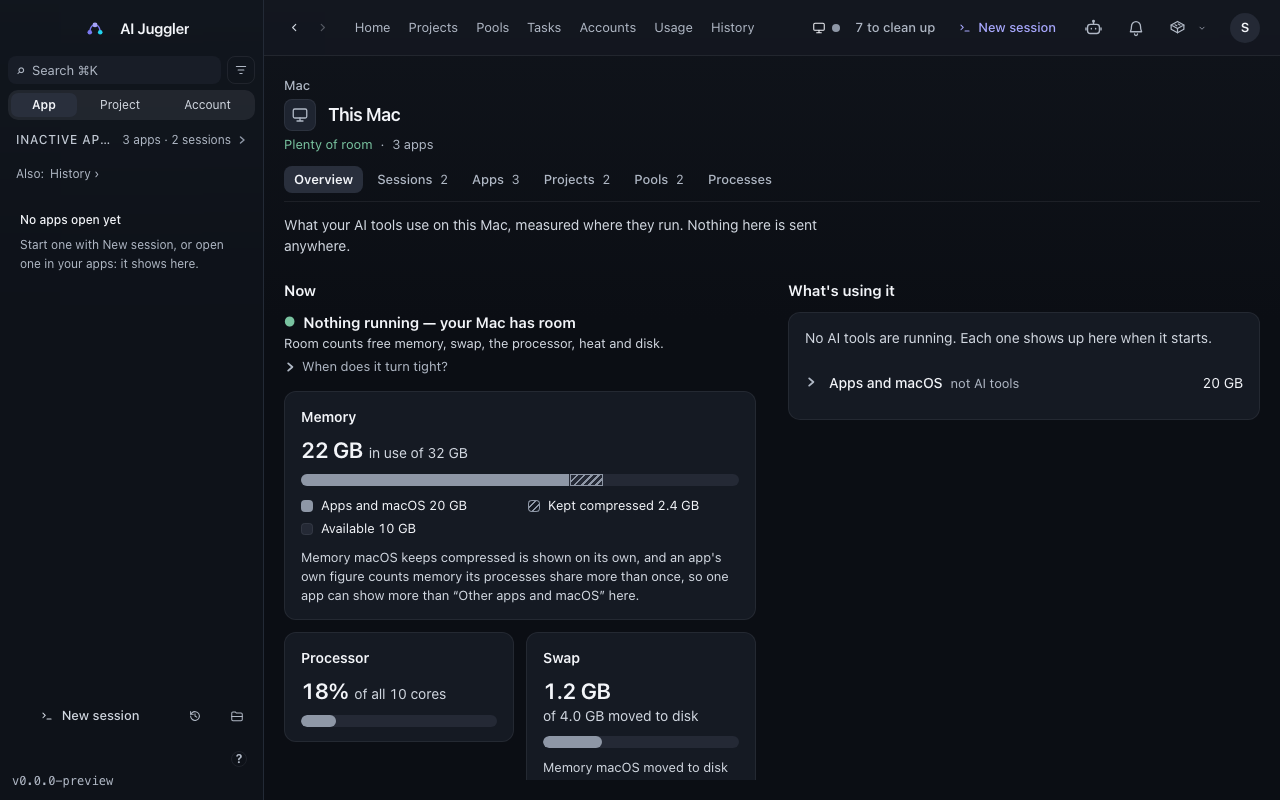 AI Juggler
Search ⌘K
App Project Account
INACTIVE AP... 3 apps · 2 sessions
Also: History ›
No apps open yet
Start one with New session, or open
one in your apps: it shows here.
New session
?
v0.0.0-preview
Home Projects Pools Tasks Accounts Usage History
7 to clean up
New session
S
Mac
This Mac
Plenty of room · 3 apps
Overview Sessions 2 Apps 3 Projects 2 Pools 2 Processes
What your AI tools use on this Mac, measured where they run. Nothing here is sent
anywhere.
Now
Nothing running — your Mac has room
Room counts free memory, swap, the processor, heat and disk.
When does it turn tight?
Memory
22 GB in use of 32 GB
Apps and macOS 20 GB Kept compressed 2.4 GB
Available 10 GB
Memory macOS keeps compressed is shown on its own, and an app's
own figure counts memory its processes share more than once, so one
app can show more than “Other apps and macOS” here.
Processor
18% of all 10 cores
Swap
1.2 GB
of 4.0 GB moved to disk
Memory macOS moved to disk
What's using it
No AI tools are running. Each one shows up here when it starts.
Apps and macOS not AI tools 20 GB